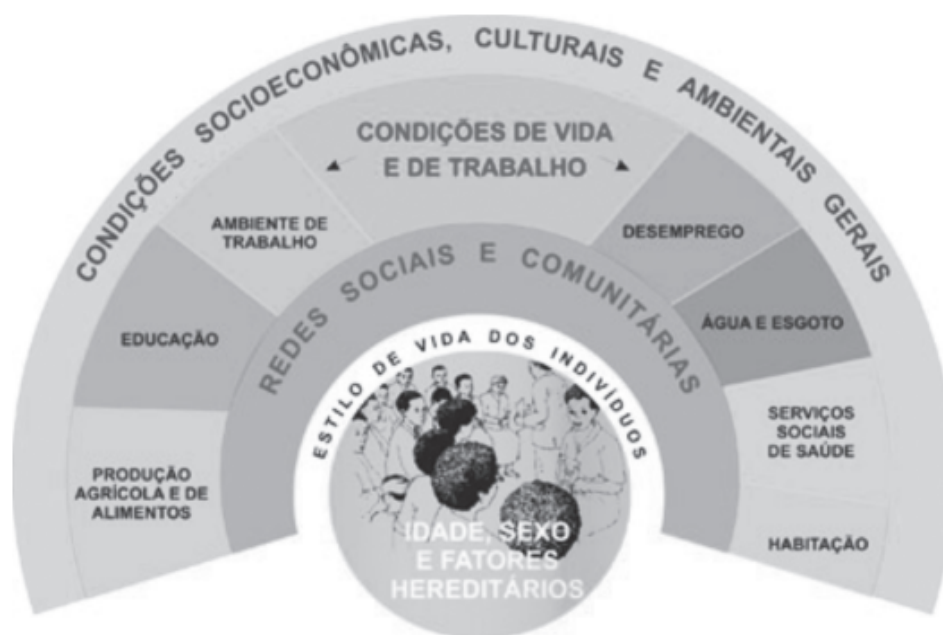 CONDIÇÕES SOCIOECONÔMICAS, CULTURAIS E AMBIENTAIS GERAIS
CONDIÇÕES DE VIDA
E DE TRABALHO
AMBIENTE DE
TRABALHO
DESEMPREGO
EDUCAÇÃO
ÁGUA E ESGOTO
PRODUÇÃO
AGRÍCOLA E DE
ALIMENTOS
SERVIÇOS
SOCIAIS
DE SAÚDE
HABITAÇÃO
REDES SOCIAIS E COMUNITÁRIAS
ESTILO DE VIDA DOS INDIVÍDUOS
IDADE, SEXO
E FATORES
HEREDITÁRIOS